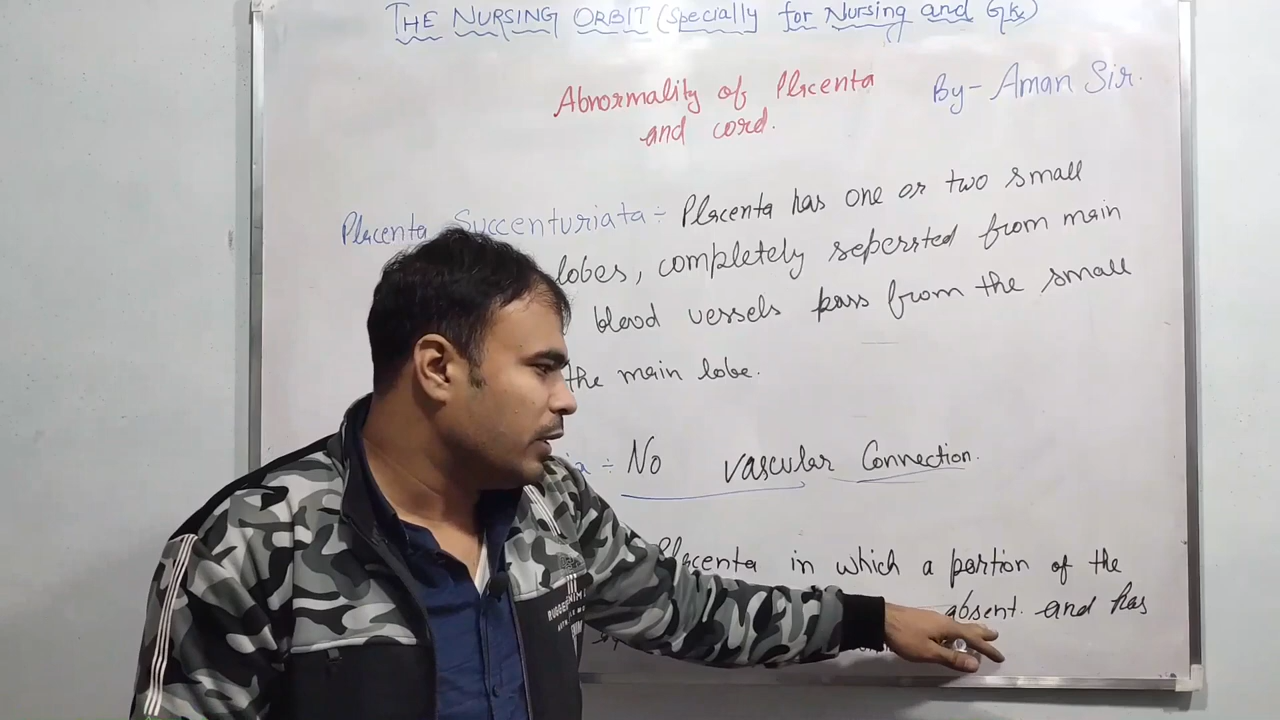 THE NURSING ORBIT (Specially for Nursing and Gk)
Abnormality of Placenta
and cord.
By- Aman Sir.
Placenta Succenturiata ÷ Placenta has one or two small
lobes, completely seperated from main
blood vessels pass from the small
the main lobe.
÷ No vascular Connection.
Placenta in which a portion of the
absent. and has
RUGGED